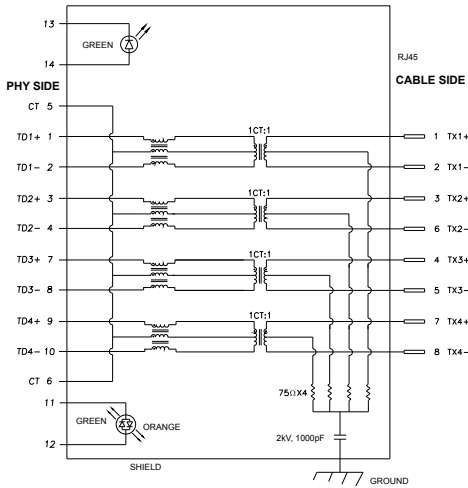 13
GREEN
14
RJ45
PHY SIDE
CABLE SIDE
CT 5
TD1+ 1
1CT:1
1 TX1+
TD1- 2
2 TX1-
TD2+ 3
1CT:1
3 TX2+
TD2- 4
6 TX2-
TD3+ 7
1CT:1
4 TX3+
TD3- 8
5 TX3-
TD4+ 9
1CT:1
7 TX4+
TD4- 10
8 TX4-
CT 6
75ΩX4
11
GREEN
ORANGE
12
2kV, 1000pF
SHIELD
GROUND